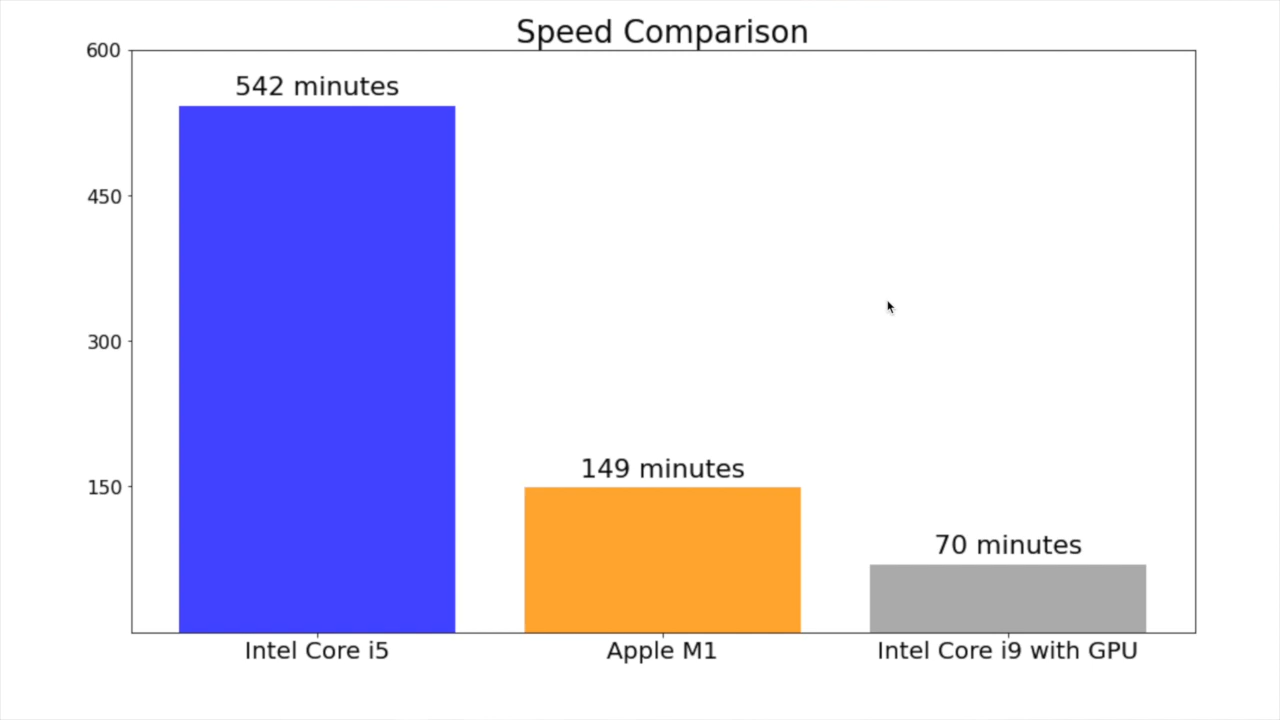 Speed Comparison
600
542 minutes
450
300
149 minutes
150
70 minutes
Intel Core i5
Apple M1
Intel Core i9 with GPU